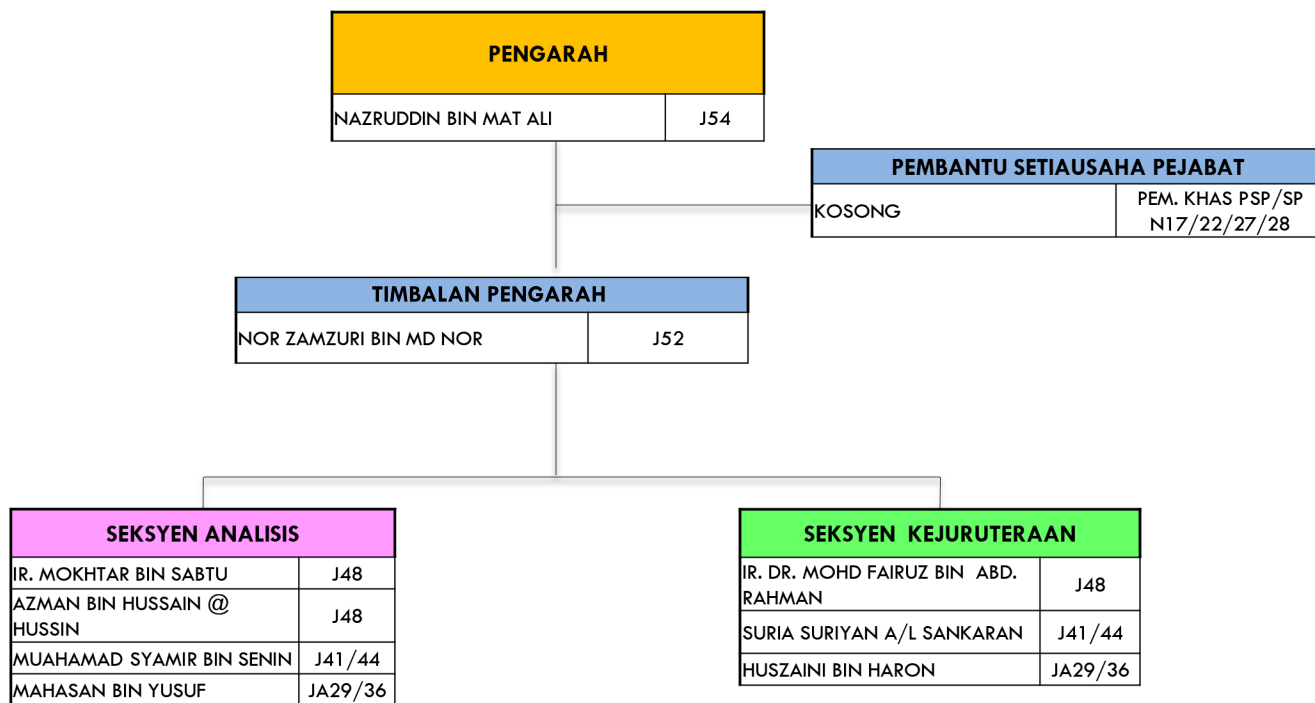 PENGARAH
NAZRUDDIN BIN MAT ALI J54
PEMBANTU SETIAUSAHA PEJABAT
KOSONG PEM. KHAS PSP/SP
N17/22/27/28
TIMBALAN PENGARAH
NOR ZAMZURI BIN MD NOR J52
SEKSYEN ANALISIS
IR. MOKHTAR BIN SABTU J48
AZMAN BIN HUSSAIN @
HUSSIN J48
MUAHAMAD SYAMIR BIN SENIN J41/44
MAHASAN BIN YUSUF JA29/36
SEKSYEN KEJURUTERAAN
IR. DR. MOHD FAIRUZ BIN ABD.
RAHMAN J48
SURIA SURIYAN A/L SANKARAN J41/44
HUSZAINI BIN HARON JA29/36